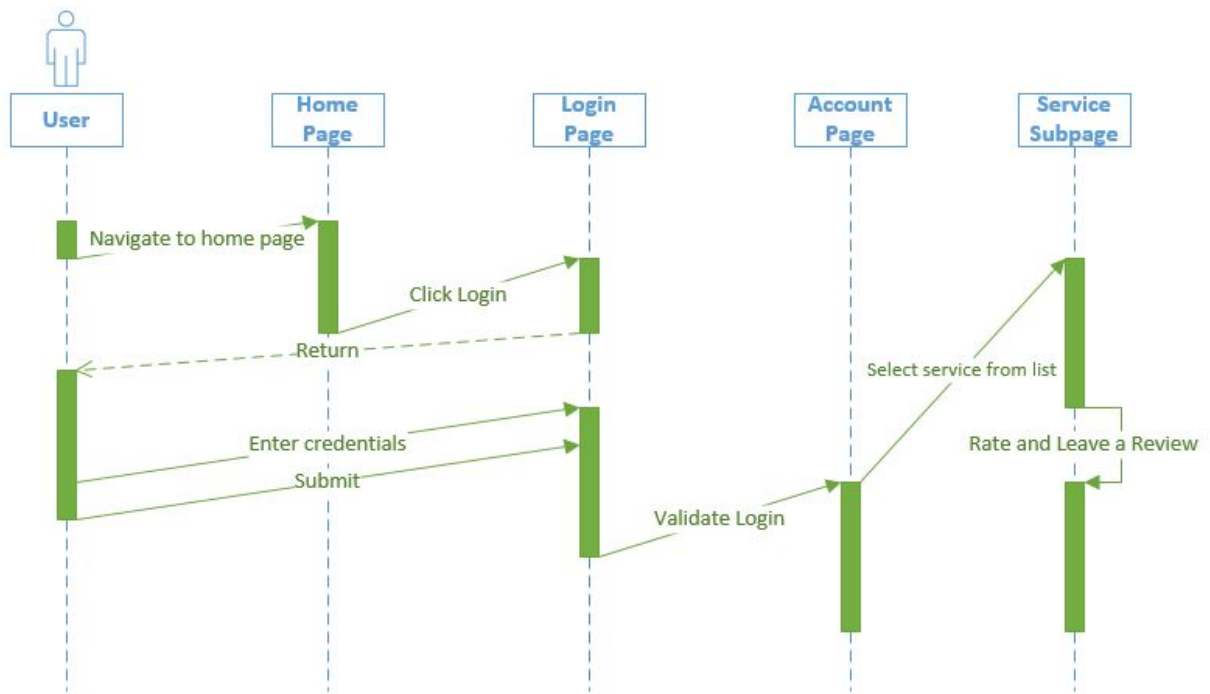 User
Home
Page
Login
Page
Account
Page
Service
Subpage
Navigate to home page
Click Login
Return
Select service from list
Enter credentials
Rate and Leave a Review
Submit
Validate Login